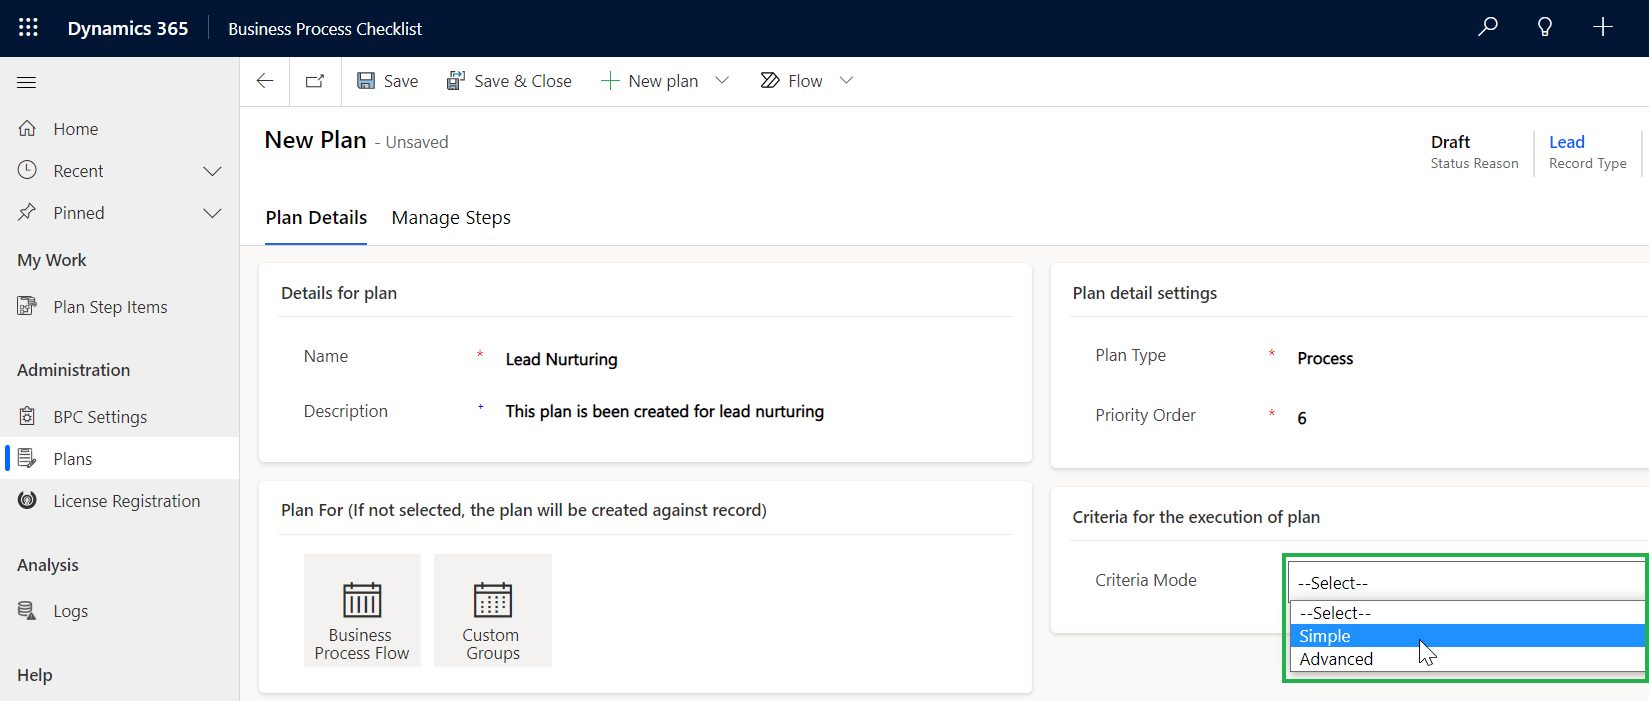 Dynamics 365
Business Process Checklist
Save
Save & Close
New plan
Flow
Home
Recent
Pinned
My Work
Plan Step Items
Administration
BPC Settings
Plans
License Registration
Analysis
Logs
Help
New Plan - Unsaved
Draft
Status Reason
Lead
Record Type
Plan Details
Manage Steps
Details for plan
Name * Lead Nurturing
Description + This plan is been created for lead nurturing
Plan detail settings
Plan Type * Process
Priority Order * 6
Plan For (If not selected, the plan will be created against record)
Business
Process Flow
Custom
Groups
Criteria for the execution of plan
Criteria Mode
--Select--
--Select--
Simple
Advanced